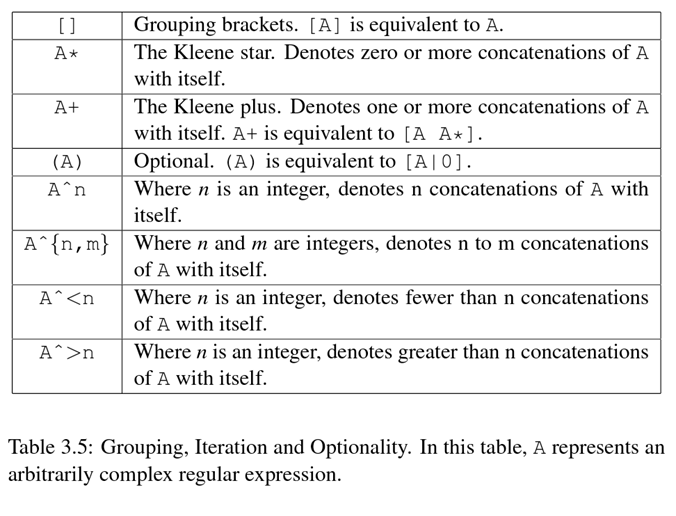 [] Grouping brackets. [A] is equivalent to A.
A* The Kleene star. Denotes zero or more concatenations of A
with itself.
A+ The Kleene plus. Denotes one or more concatenations of A
with itself. A+ is equivalent to [A A*].
(A) Optional. (A) is equivalent to [A|0].
A^n Where n is an integer, denotes n concatenations of A with
itself.
A^{n,m} Where n and m are integers, denotes n to m concatenations
of A with itself.
A^<n Where n is an integer, denotes fewer than n concatenations
of A with itself.
A^>n Where n is an integer, denotes greater than n concatenations
of A with itself.
Table 3.5: Grouping, Iteration and Optionality. In this table, A represents an
arbitrarily complex regular expression.